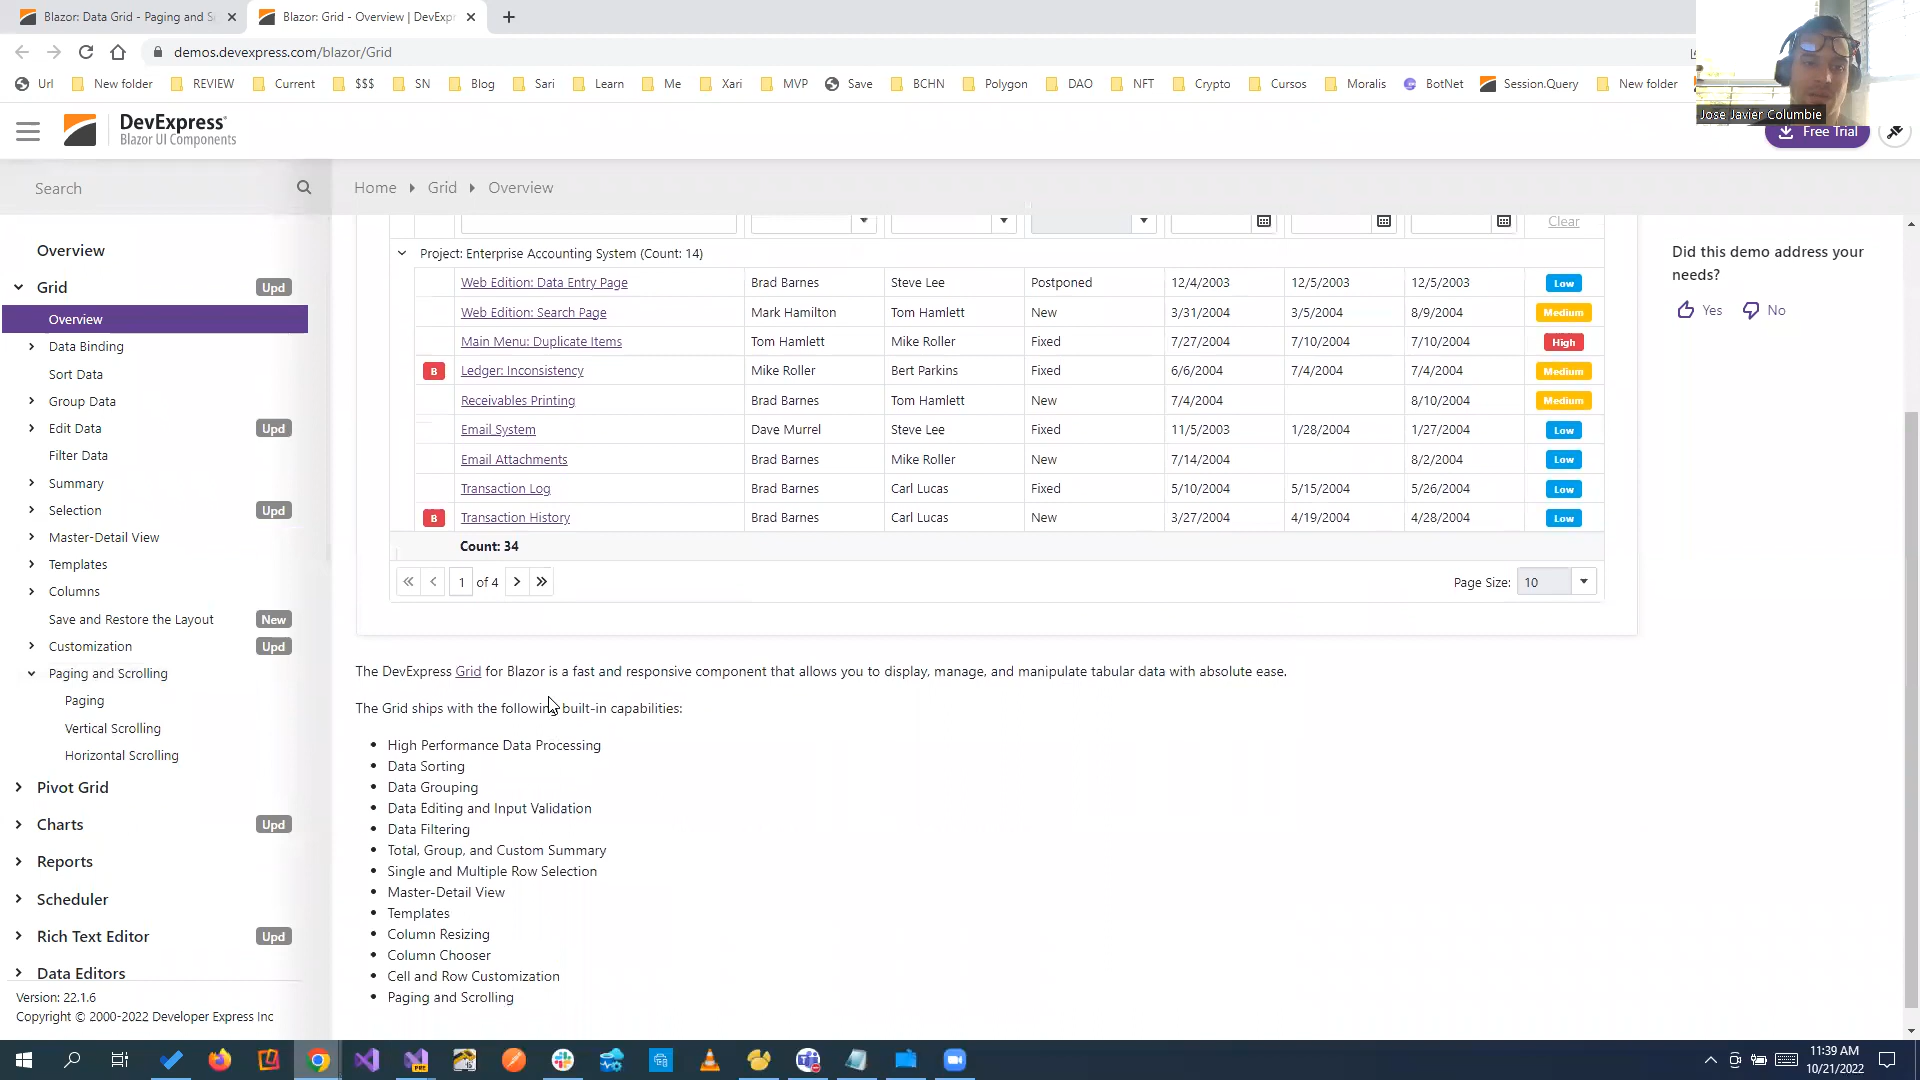 Blazor: Data Grid - Paging and S
Blazor: Grid - Overview | DevExpr
demos.devexpress.com/blazor/Grid
Url New folder REVIEW Current $$$ SN Blog Sari Learn Me Xari MVP Save BCHN Polygon DAO NFT Crypto Cursos Moralis BotNet Session.Query New folder
Jose Javier Columbie
DevExpress
Blazor UI Components
Free Trial
Search
Home Grid Overview
Overview
Grid Upd
Overview
Data Binding
Sort Data
Group Data
Edit Data Upd
Filter Data
Summary
Selection Upd
Master-Detail View
Templates
Columns
Save and Restore the Layout New
Customization Upd
Paging and Scrolling
Paging
Vertical Scrolling
Horizontal Scrolling
Pivot Grid
Charts Upd
Reports
Scheduler
Rich Text Editor Upd
Data Editors
Version: 22.1.6
Copyright © 2000-2022 Developer Express Inc
Clear
Project: Enterprise Accounting System (Count: 14)
Web Edition: Data Entry Page Brad Barnes Steve Lee Postponed 12/4/2003 12/5/2003 12/5/2003 Low
Web Edition: Search Page Mark Hamilton Tom Hamlett New 3/31/2004 3/5/2004 8/9/2004 Medium
Main Menu: Duplicate Items Tom Hamlett Mike Roller Fixed 7/27/2004 7/10/2004 7/10/2004 High
B Ledger: Inconsistency Mike Roller Bert Parkins Fixed 6/6/2004 7/4/2004 7/4/2004 Medium
Receivables Printing Brad Barnes Tom Hamlett New 7/4/2004 8/10/2004 Medium
Email System Dave Murrel Steve Lee Fixed 11/5/2003 1/28/2004 1/27/2004 Low
Email Attachments Brad Barnes Mike Roller New 7/14/2004 8/2/2004 Low
Transaction Log Brad Barnes Carl Lucas Fixed 5/10/2004 5/15/2004 5/26/2004 Low
B Transaction History Brad Barnes Carl Lucas New 3/27/2004 4/19/2004 4/28/2004 Low
Count: 34
1 of 4 Page Size: 10
The DevExpress Grid for Blazor is a fast and responsive component that allows you to display, manage, and manipulate tabular data with absolute ease.
The Grid ships with the following built-in capabilities:
High Performance Data Processing
Data Sorting
Data Grouping
Data Editing and Input Validation
Data Filtering
Total, Group, and Custom Summary
Single and Multiple Row Selection
Master-Detail View
Templates
Column Resizing
Column Chooser
Cell and Row Customization
Paging and Scrolling
Did this demo address your
needs?
Yes No
PRE
11:39 AM
10/21/2022